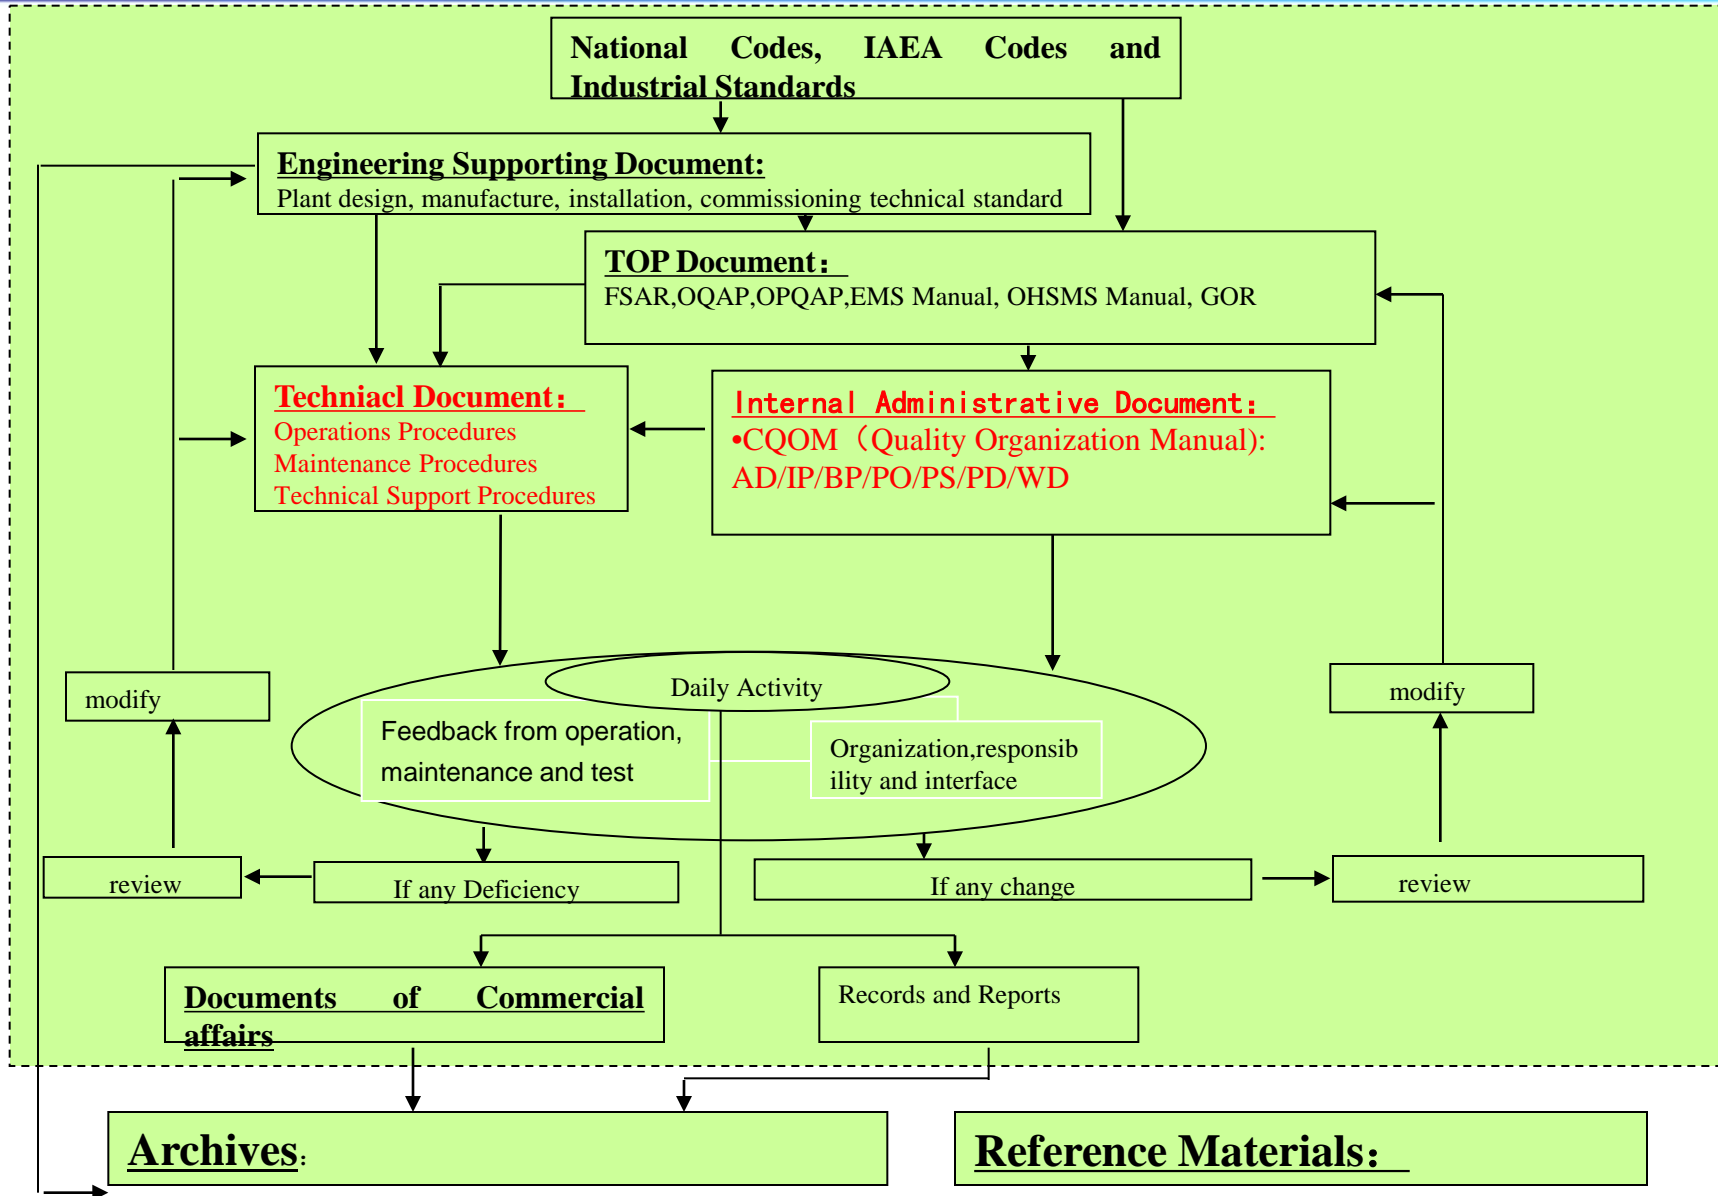 National Codes, IAEA Codes and
Industrial Standards
Engineering Supporting Document:
Plant design, manufacture, installation, commissioning technical standard
TOP Document：
FSAR,OQAP,OPQAP,EMS Manual, OHSMS Manual, GOR
Techniacl Document：
Operations Procedures
Maintenance Procedures
Technical Support Procedures
Internal Administrative Document：
•CQOM（Quality Organization Manual):
AD/IP/BP/PO/PS/PD/WD
modify
Daily Activity
modify
Feedback from operation,
maintenance and test
Organization,responsib
ility and interface
review
If any Deficiency
If any change
review
Documents of Commercial
affairs
Records and Reports
Archives：
Reference Materials：